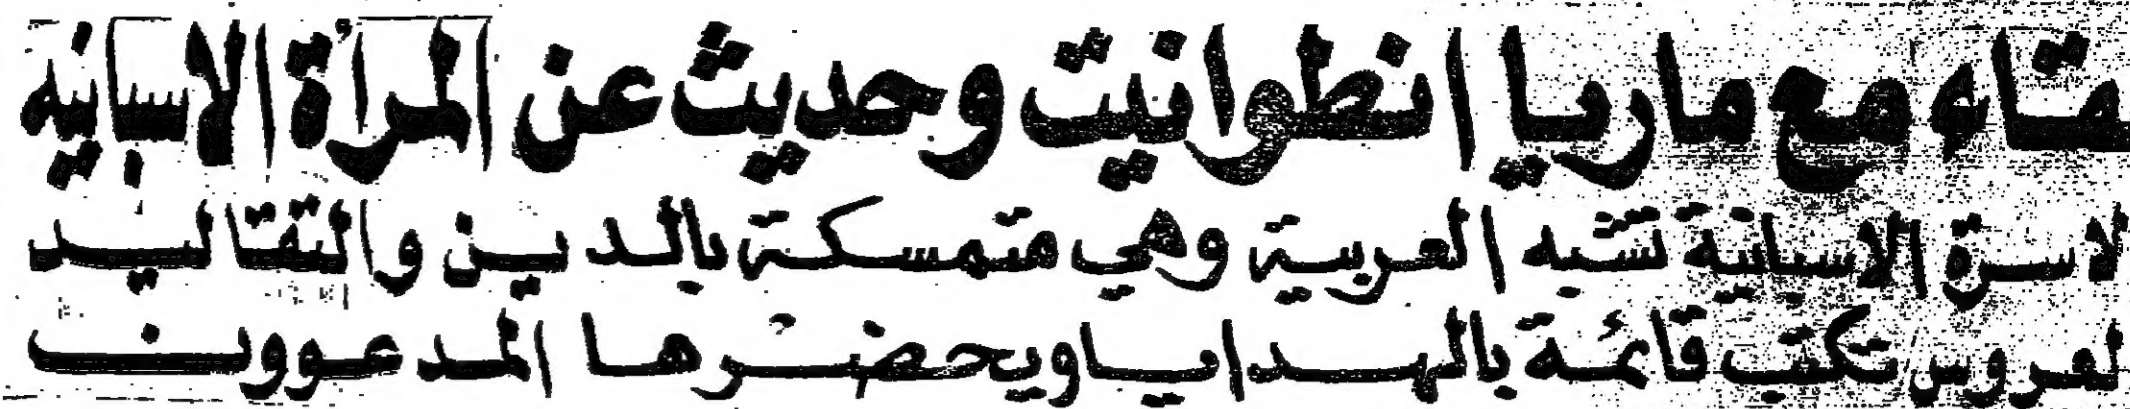 قاء مع ماريا انطوانيت وحديث عن المرأة الاسبانيه
لاسرة الاسبانية تشبه العربية وهي متمسكة بالدين والتقاليد
لعروس تكتب قائمة بالهدايا ويحضرها المدعوون